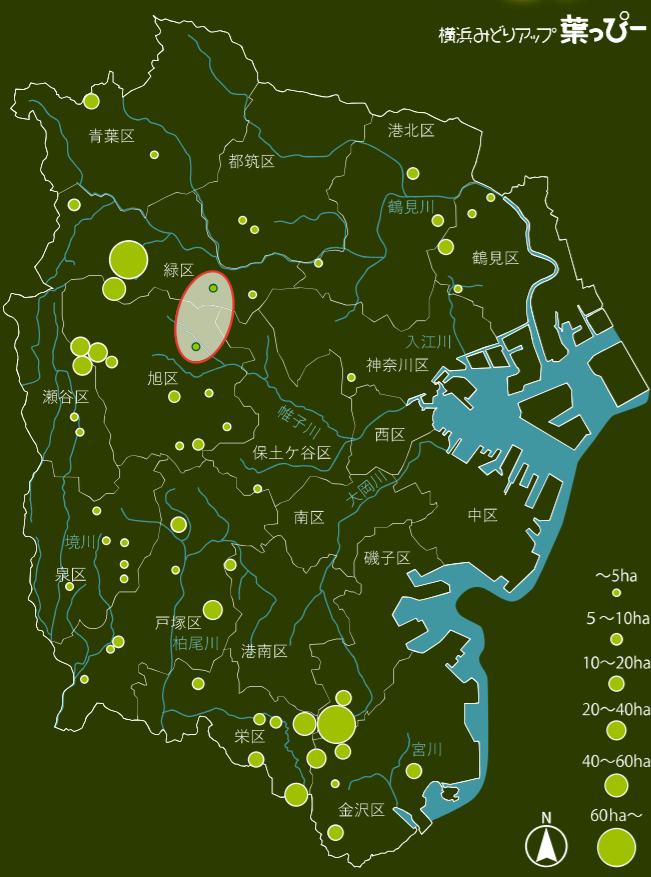 横浜みどりアップ 葉っぴー
港北区
青葉区
都筑区
鶴見川
鶴見区
緑区
入江川
神奈川区
旭区
瀬谷区
帷子川
西区
保土ケ谷区
大岡川
南区
中区
境川
磯子区
泉区
戸塚区
柏尾川
港南区
栄区
宮川
金沢区
～5ha
5～10ha
10～20ha
20～40ha
40～60ha
60ha～
N